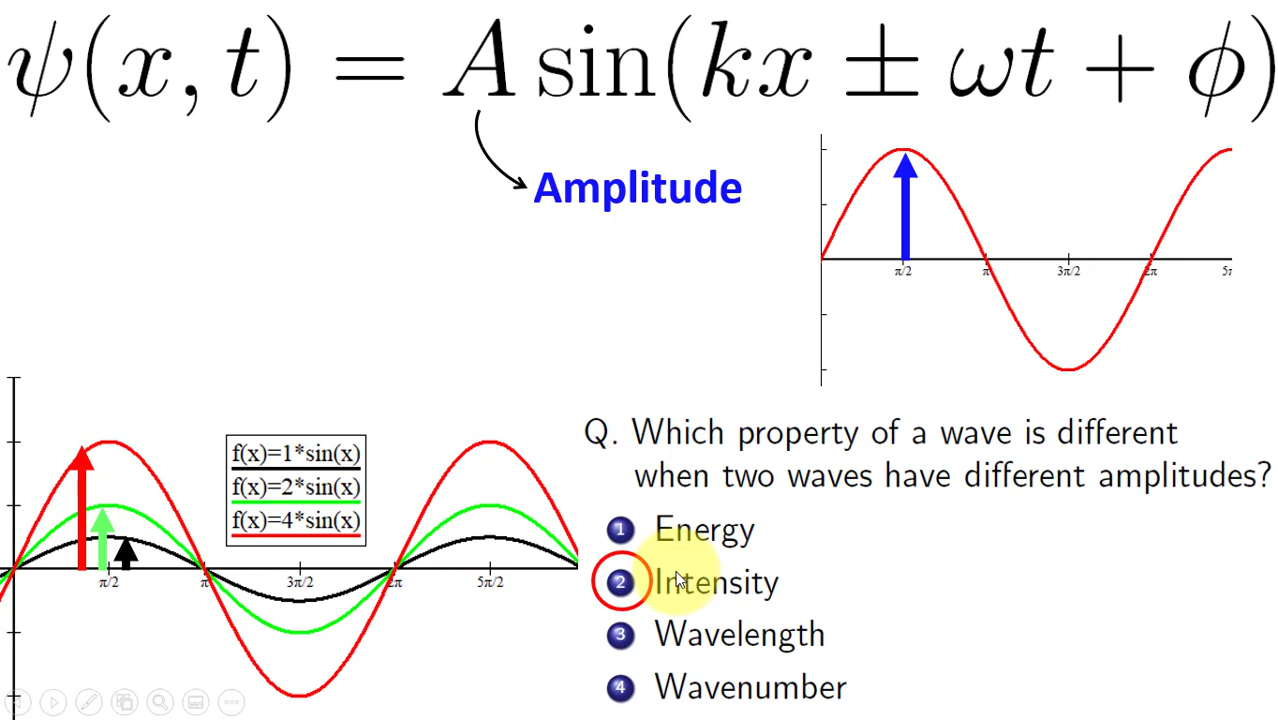 ψ(x, t) = A sin(kx ± ωt + ϕ)
Amplitude
π/2
π
3π/2
2π
f(x)=1*sin(x)
f(x)=2*sin(x)
f(x)=4*sin(x)
π/2
π
3π/2
2π
5π/2
Q. Which property of a wave is different
when two waves have different amplitudes?
1 Energy
2 Intensity
3 Wavelength
4 Wavenumber